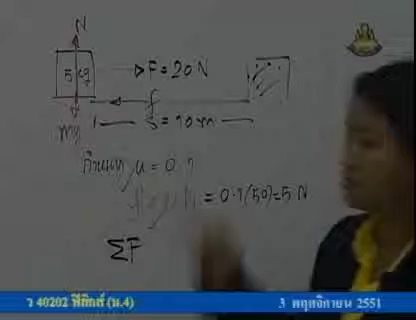 N
5 kg
F = 20 N
f
S = 10 m
mg
กำหนด μ = 0.1
= 0.1(50) = 5 N
ΣF
ว 40202 ฟิสิกส์ (ม.4)
3 พฤศจิกายน 2551